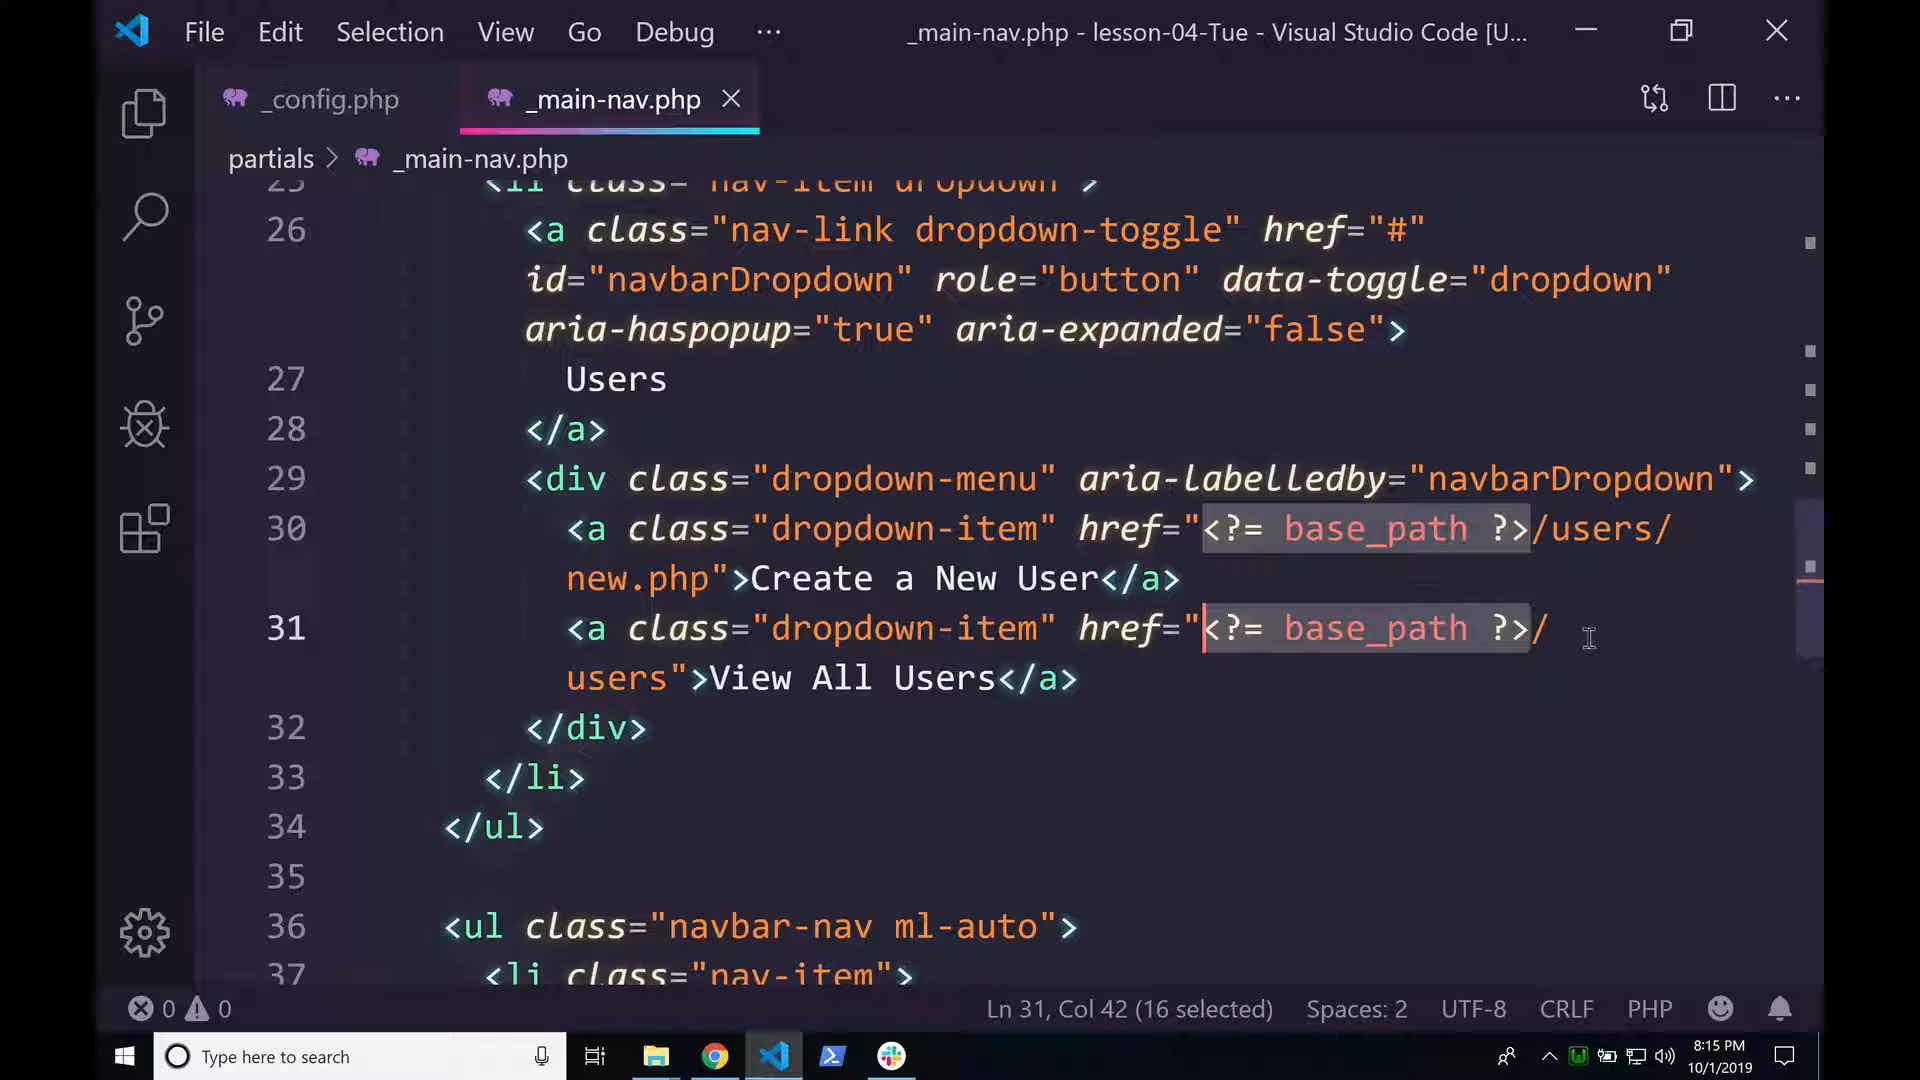 File Edit Selection View Go Debug ··· _main-nav.php - lesson-04-Tue - Visual Studio Code [U...
_config.php _main-nav.php
partials > _main-nav.php
25 <li class="nav-item dropdown">
26 <a class="nav-link dropdown-toggle" href="#"
id="navbarDropdown" role="button" data-toggle="dropdown"
aria-haspopup="true" aria-expanded="false">
27 Users
28 </a>
29 <div class="dropdown-menu" aria-labelledby="navbarDropdown">
30 <a class="dropdown-item" href="<?= base_path ?>/users/
new.php">Create a New User</a>
31 <a class="dropdown-item" href="<?= base_path ?>/
users">View All Users</a>
32 </div>
33 </li>
34 </ul>
35
36 <ul class="navbar-nav ml-auto">
37 <li class="nav-item">
0 0 Ln 31, Col 42 (16 selected) Spaces: 2 UTF-8 CRLF PHP
Type here to search
8:15 PM
10/1/2019